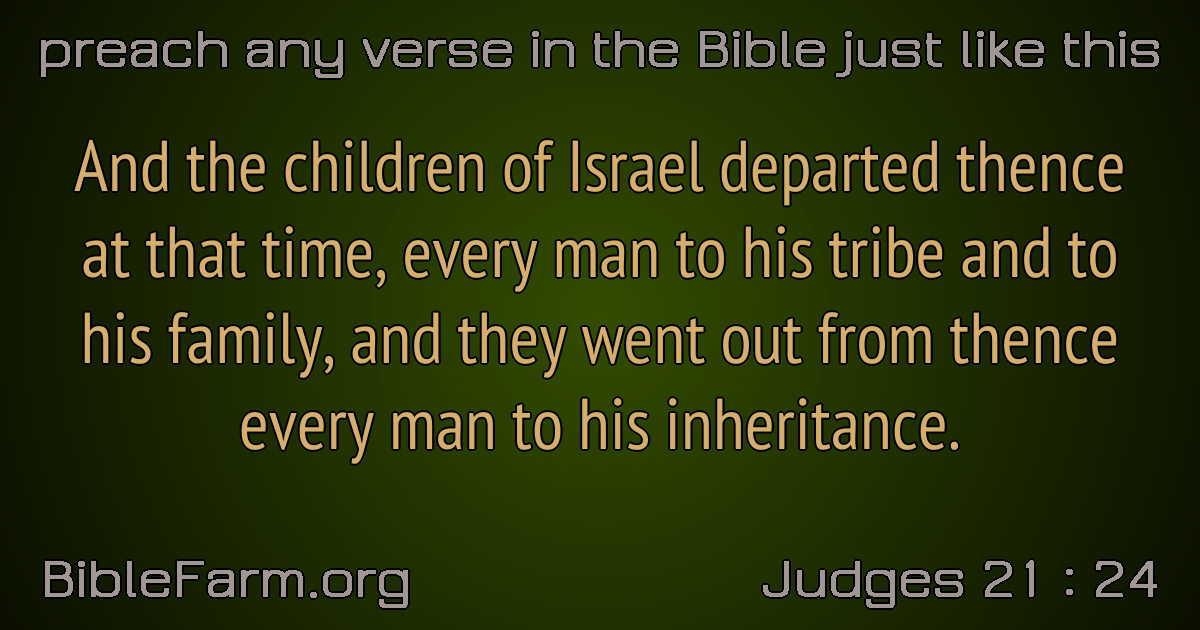 preach any verse in the Bible just like this
And the children of Israel departed thence
at that time, every man to his tribe and to
his family, and they went out from thence
every man to his inheritance.
BibleFarm.org
Judges 21 : 24